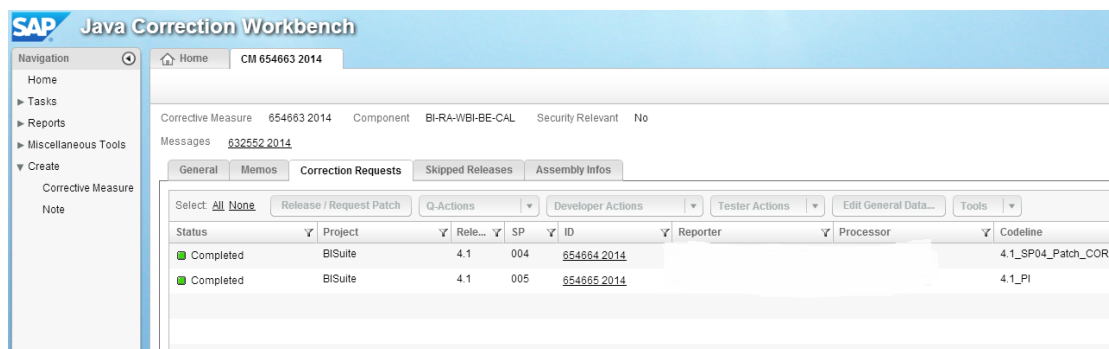 SAP Java Correction Workbench
Navigation
Home
Tasks
Reports
Miscellaneous Tools
Create
Corrective Measure
Note
Home CM 654663 2014
Corrective Measure 654663 2014 Component BI-RA-WBI-BE-CAL Security Relevant No
Messages 632552 2014
General Memos Correction Requests Skipped Releases Assembly Infos
Select: All None Release / Request Patch Q-Actions Developer Actions Tester Actions Edit General Data... Tools
Status Project Rele... SP ID Reporter Processor Codeline
Completed BISuite 4.1 004 654664 2014 4.1_SP04_Patch_COR
Completed BISuite 4.1 005 654665 2014 4.1_PI